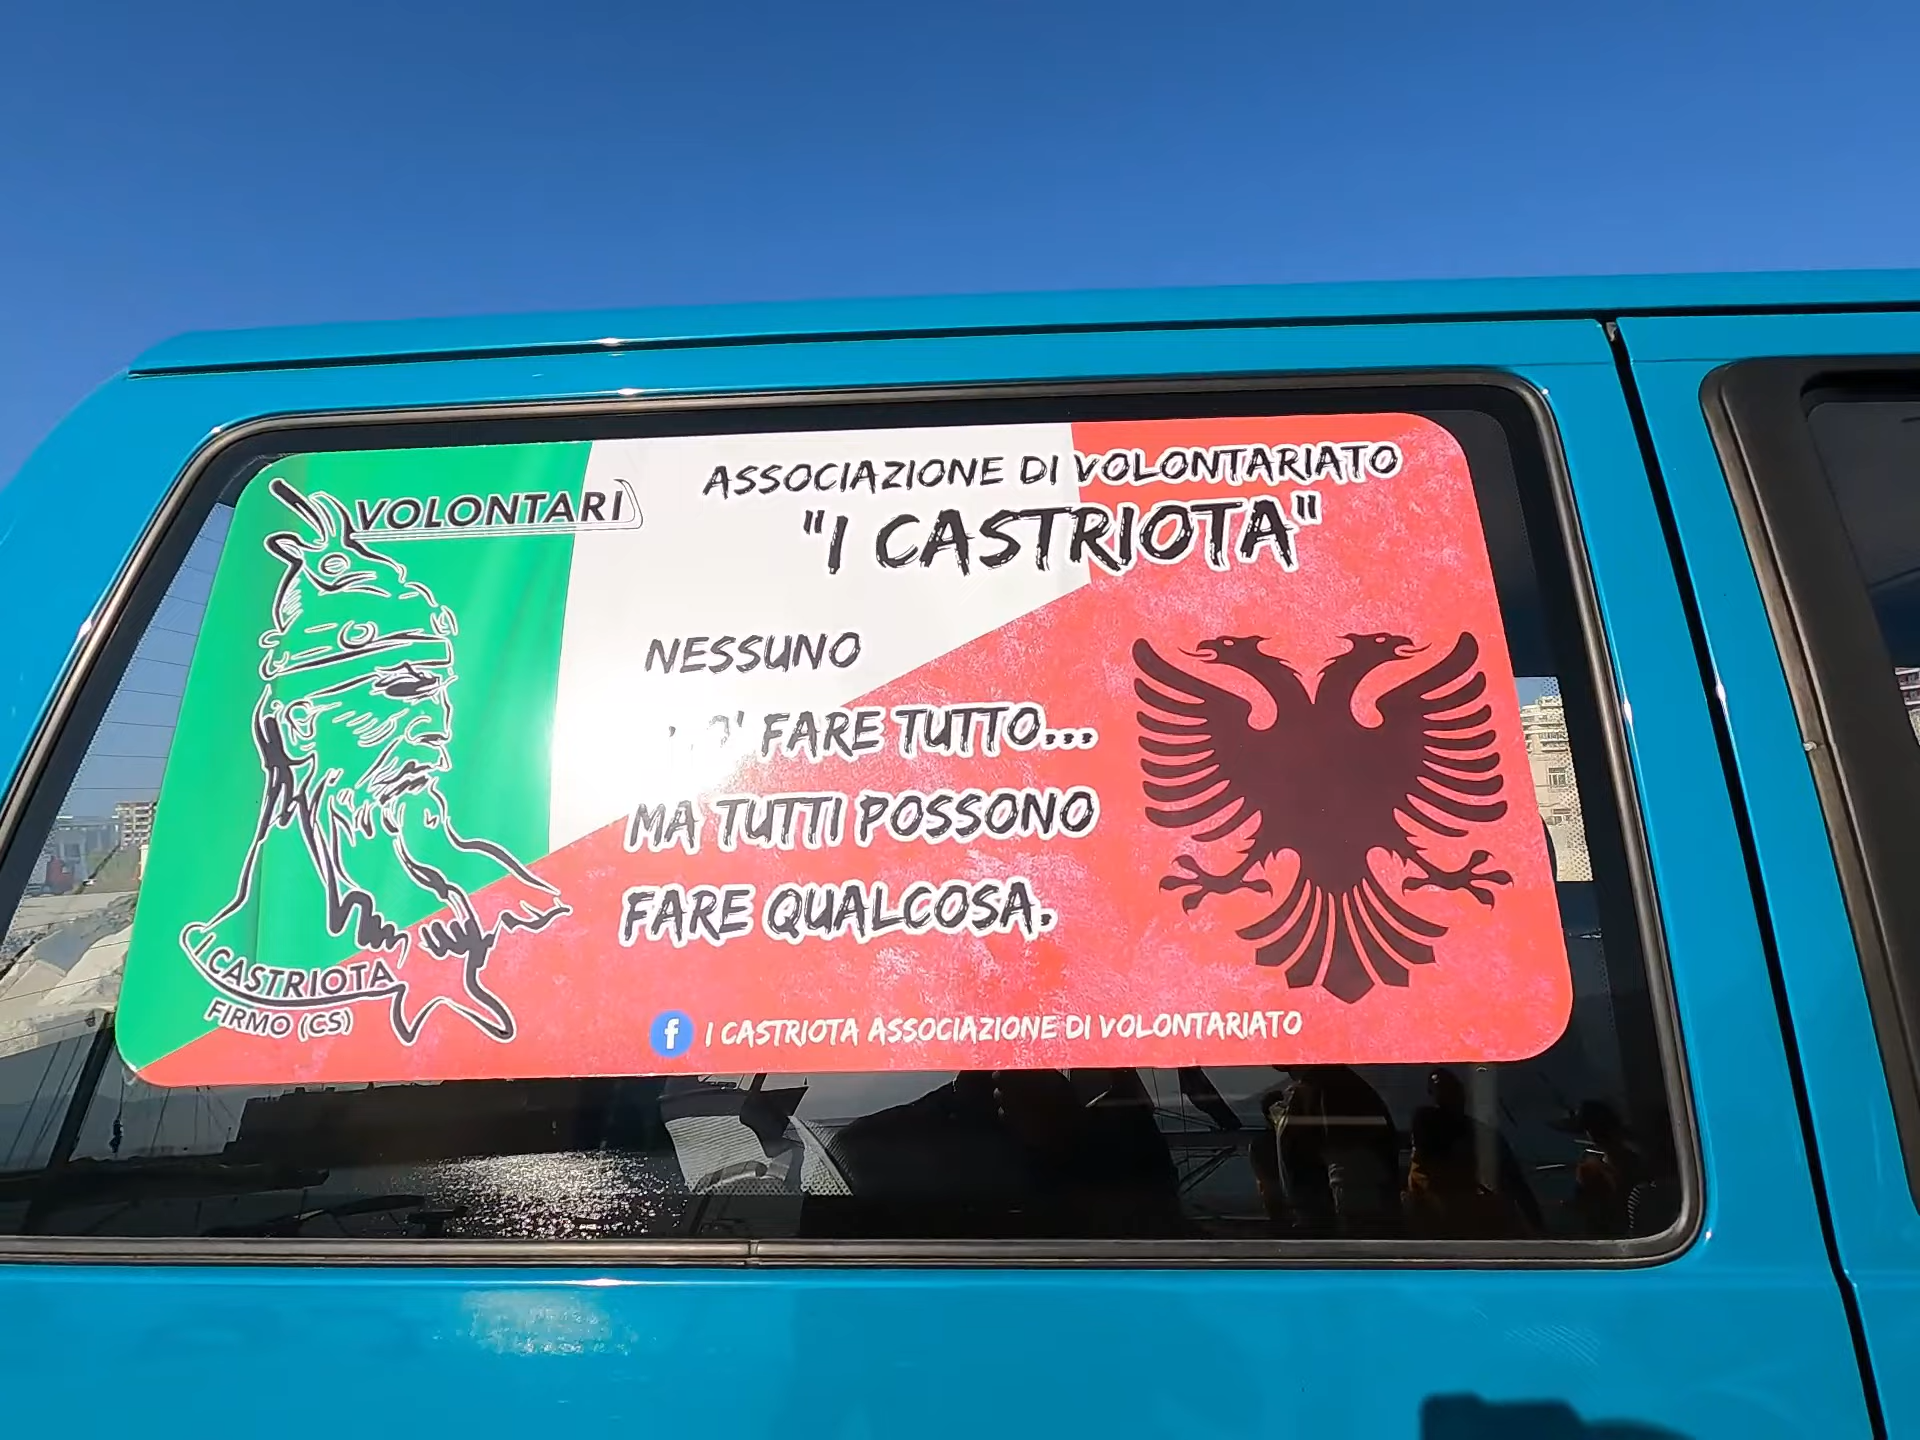 VOLONTARI
ASSOCIAZIONE DI VOLONTARIATO
"I CASTRIOTA"
NESSUNO
FARE TUTTO...
MA TUTTI POSSONO
FARE QUALCOSA.
I CASTRIOTA
FIRMO (CS)
f I CASTRIOTA ASSOCIAZIONE DI VOLONTARIATO